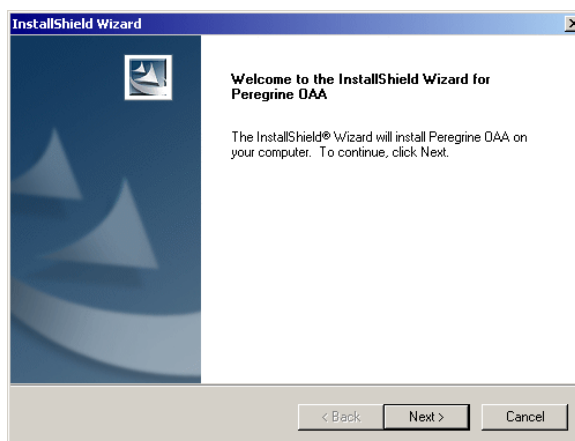 InstallShield Wizard
Welcome to the InstallShield Wizard for
Peregrine OAA
The InstallShield® Wizard will install Peregrine OAA on
your computer.  To continue, click Next.
< Back
Next >
Cancel